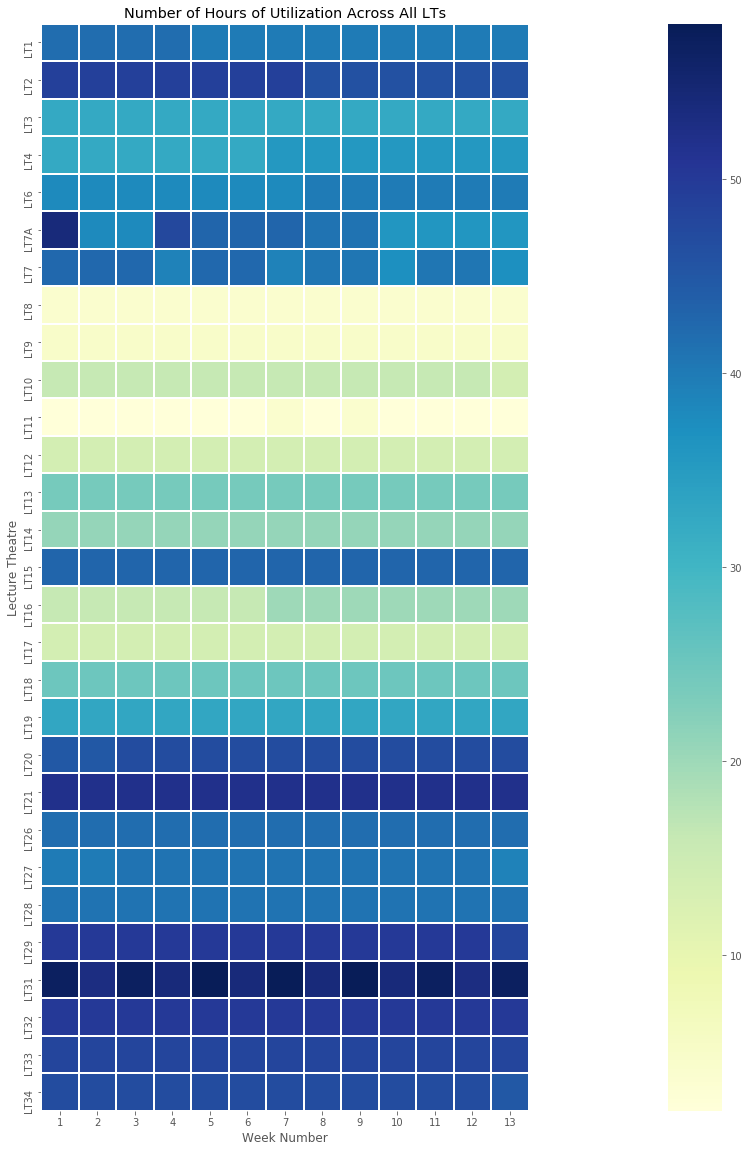 Number of Hours of Utilization Across All LTs
Lecture Theatre
LT1
LT2
LT3
LT4
LT6
LT7A
LT7
LT8
LT9
LT10
LT11
LT12
LT13
LT14
LT15
LT16
LT17
LT18
LT19
LT20
LT21
LT26
LT27
LT28
LT29
LT31
LT32
LT33
LT34
1 2 3 4 5 6 7 8 9 10 11 12 13
Week Number
50
40
30
20
10